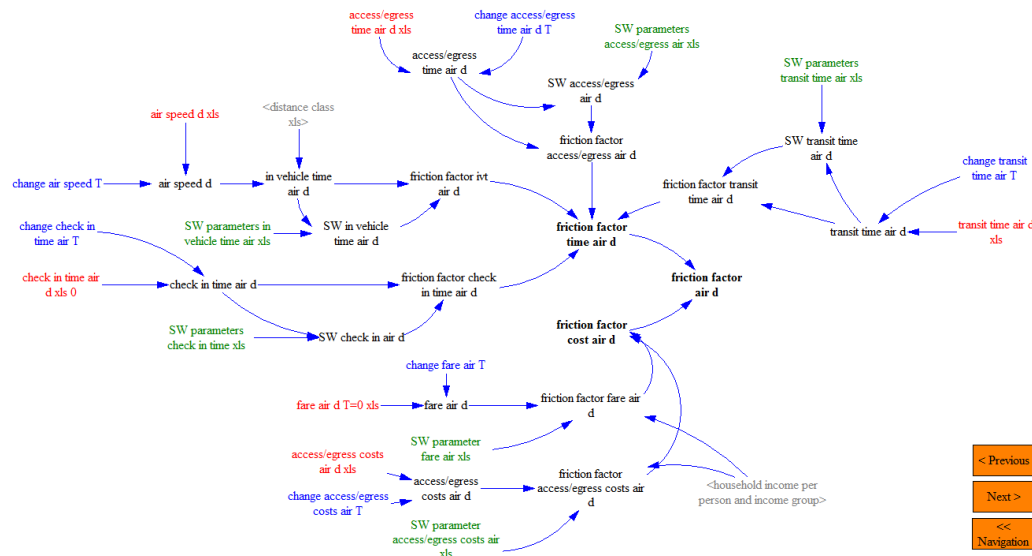 access/egress
time air d xls
change access/egress
time air d T
SW parameters
access/egress air xls
access/egress
time air d
SW parameters
transit time air xls
SW access/egress
air d
air speed d xls
<distance class
xls>
friction factor
access/egress air d
SW transit time
air d
change transit
time air T
change air speed T
air speed d
in vehicle time
air d
friction factor ivt
air d
friction factor transit
time air d
change check in
time air T
SW parameters in
vehicle time air xls
SW in vehicle
time air d
friction factor
time air d
transit time air d
transit time air d
xls
check in time air
d xls 0
check in time air d
friction factor check
in time air d
friction factor
air d
SW parameters
check in time xls
SW check in air d
friction factor
cost air d
change fare air T
fare air d T=0 xls
fare air d
friction factor fare air
d
SW parameter
fare air xls
access/egress costs
air d xls
access/egress
costs air d
friction factor
access/egress costs air
d
<household income per
person and income group>
change access/egress
costs air T
SW parameter
access/egress costs air
xls
< Previous
Next >
<<
Navigation